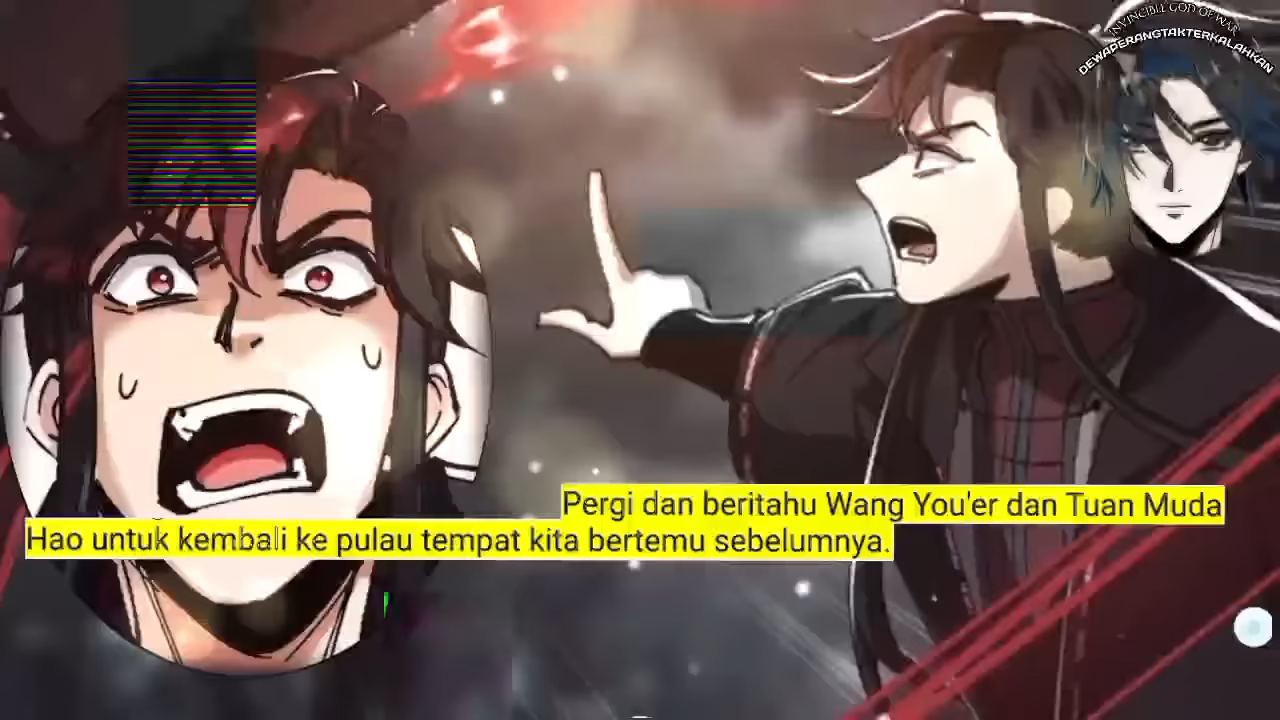 INVINCIBLE GOD OF WAR
DEWAPERANGTAKTERKALAHKAN
Pergi dan beritahu Wang You'er dan Tuan Muda
Hao untuk kembali ke pulau tempat kita bertemu sebelumnya.